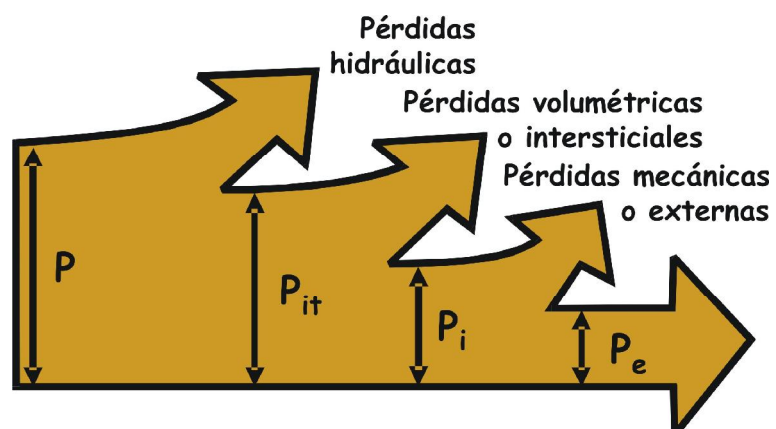 Pérdidas
hidráulicas
Pérdidas volumétricas
o intersticiales
Pérdidas mecánicas
o externas
P
Pit
Pi
Pe